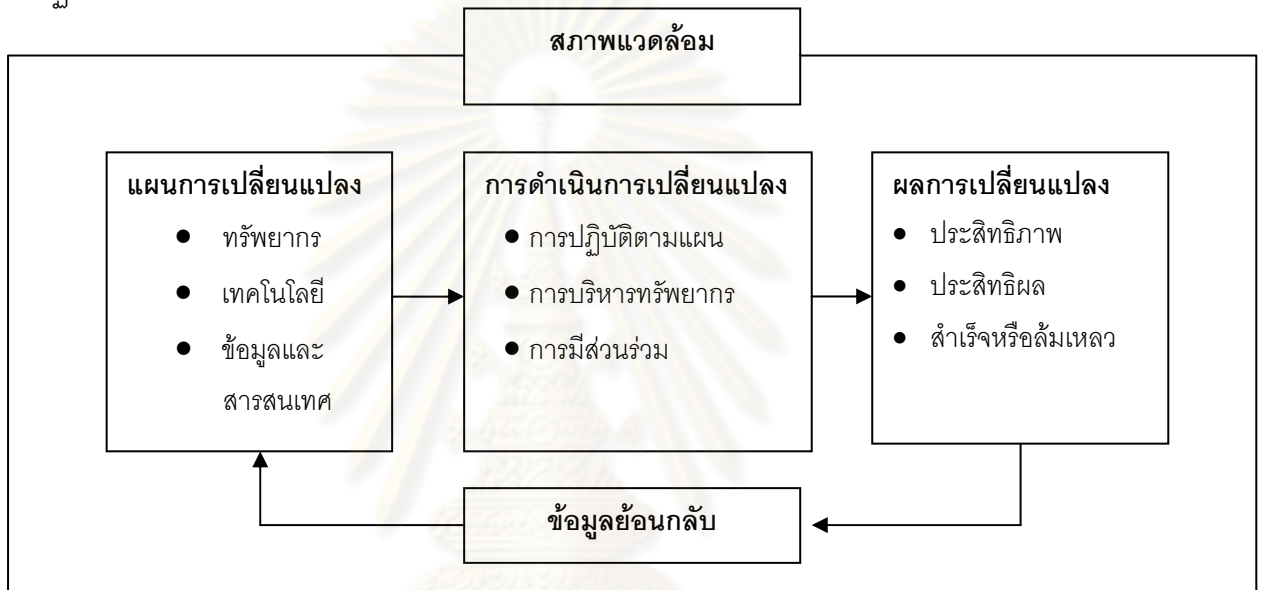 สภาพแวดล้อม
แผนการเปลี่ยนแปลง
● ทรัพยากร
● เทคโนโลยี
● ข้อมูลและ
สารสนเทศ
การดำเนินการเปลี่ยนแปลง
● การปฏิบัติตามแผน
● การบริหารทรัพยากร
● การมีส่วนร่วม
ผลการเปลี่ยนแปลง
● ประสิทธิภาพ
● ประสิทธิผล
● สำเร็จหรือล้มเหลว
ข้อมูลย้อนกลับ